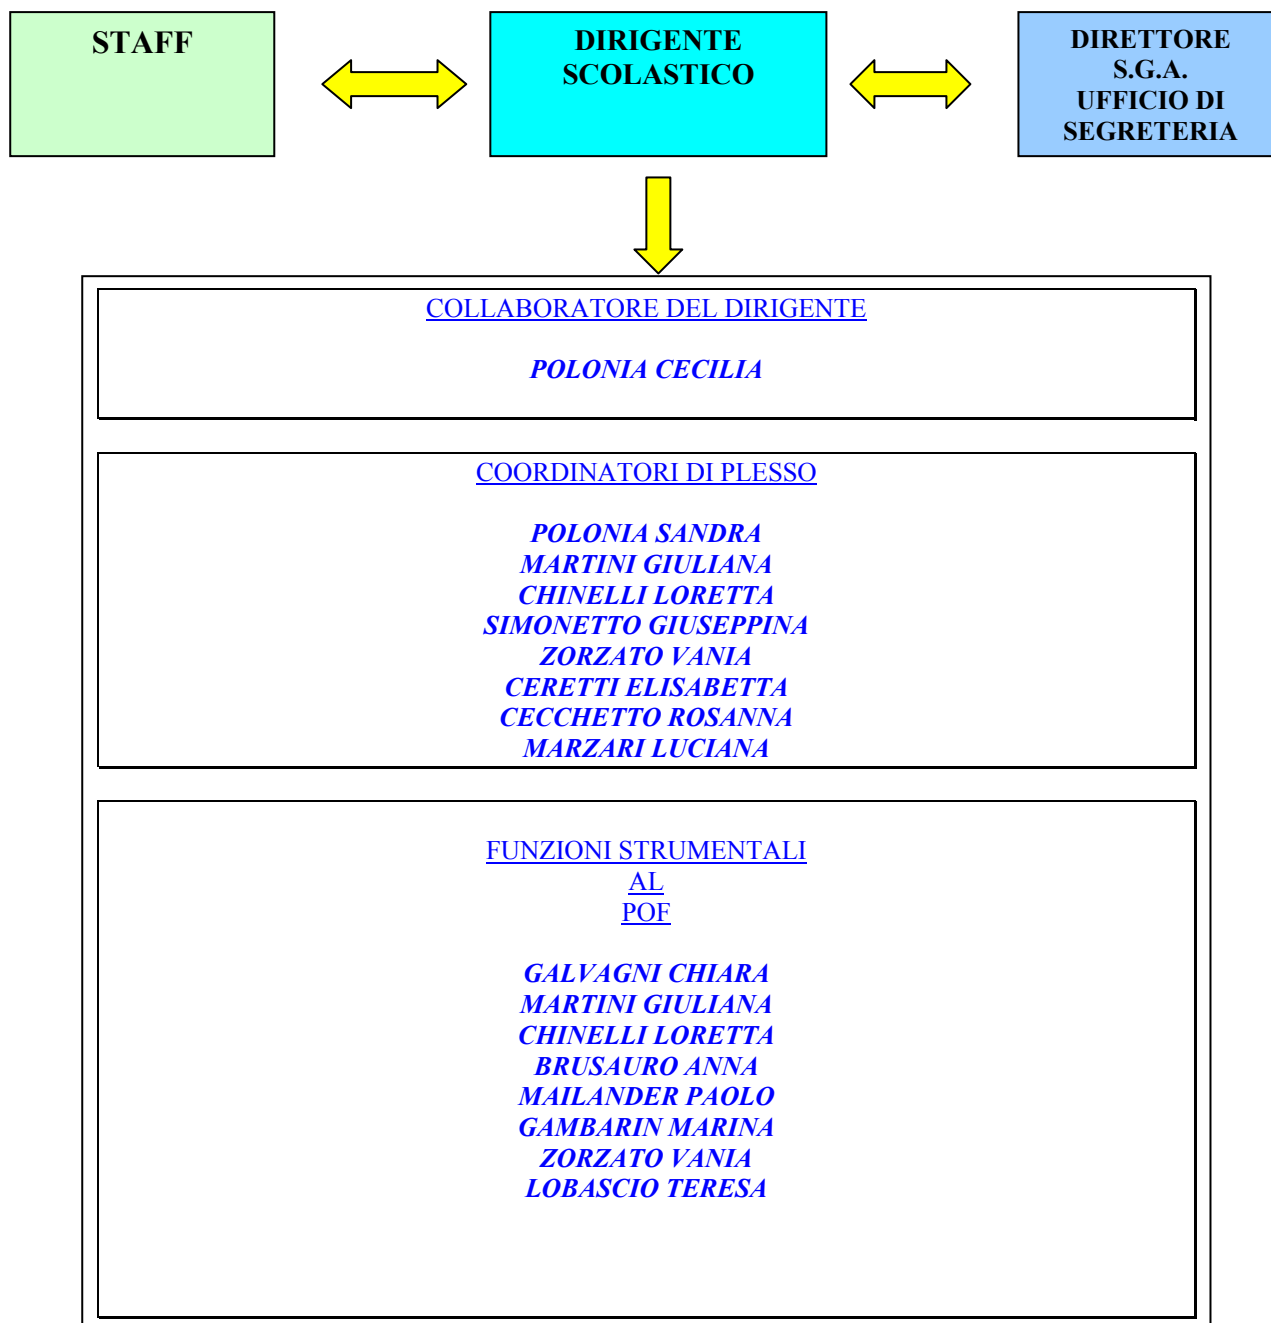 STAFF
DIRIGENTE
SCOLASTICO
DIRETTORE
S.G.A.
UFFICIO DI
SEGRETERIA
COLLABORATORE DEL DIRIGENTE
POLONIA CECILIA
COORDINATORI DI PLESSO
POLONIA SANDRA
MARTINI GIULIANA
CHINELLI LORETTA
SIMONETTO GIUSEPPINA
ZORZATO VANIA
CERETTI ELISABETTA
CECCHETTO ROSANNA
MARZARI LUCIANA
FUNZIONI STRUMENTALI
AL
POF
GALVAGNI CHIARA
MARTINI GIULIANA
CHINELLI LORETTA
BRUSAURO ANNA
MAILANDER PAOLO
GAMBARIN MARINA
ZORZATO VANIA
LOBASCIO TERESA